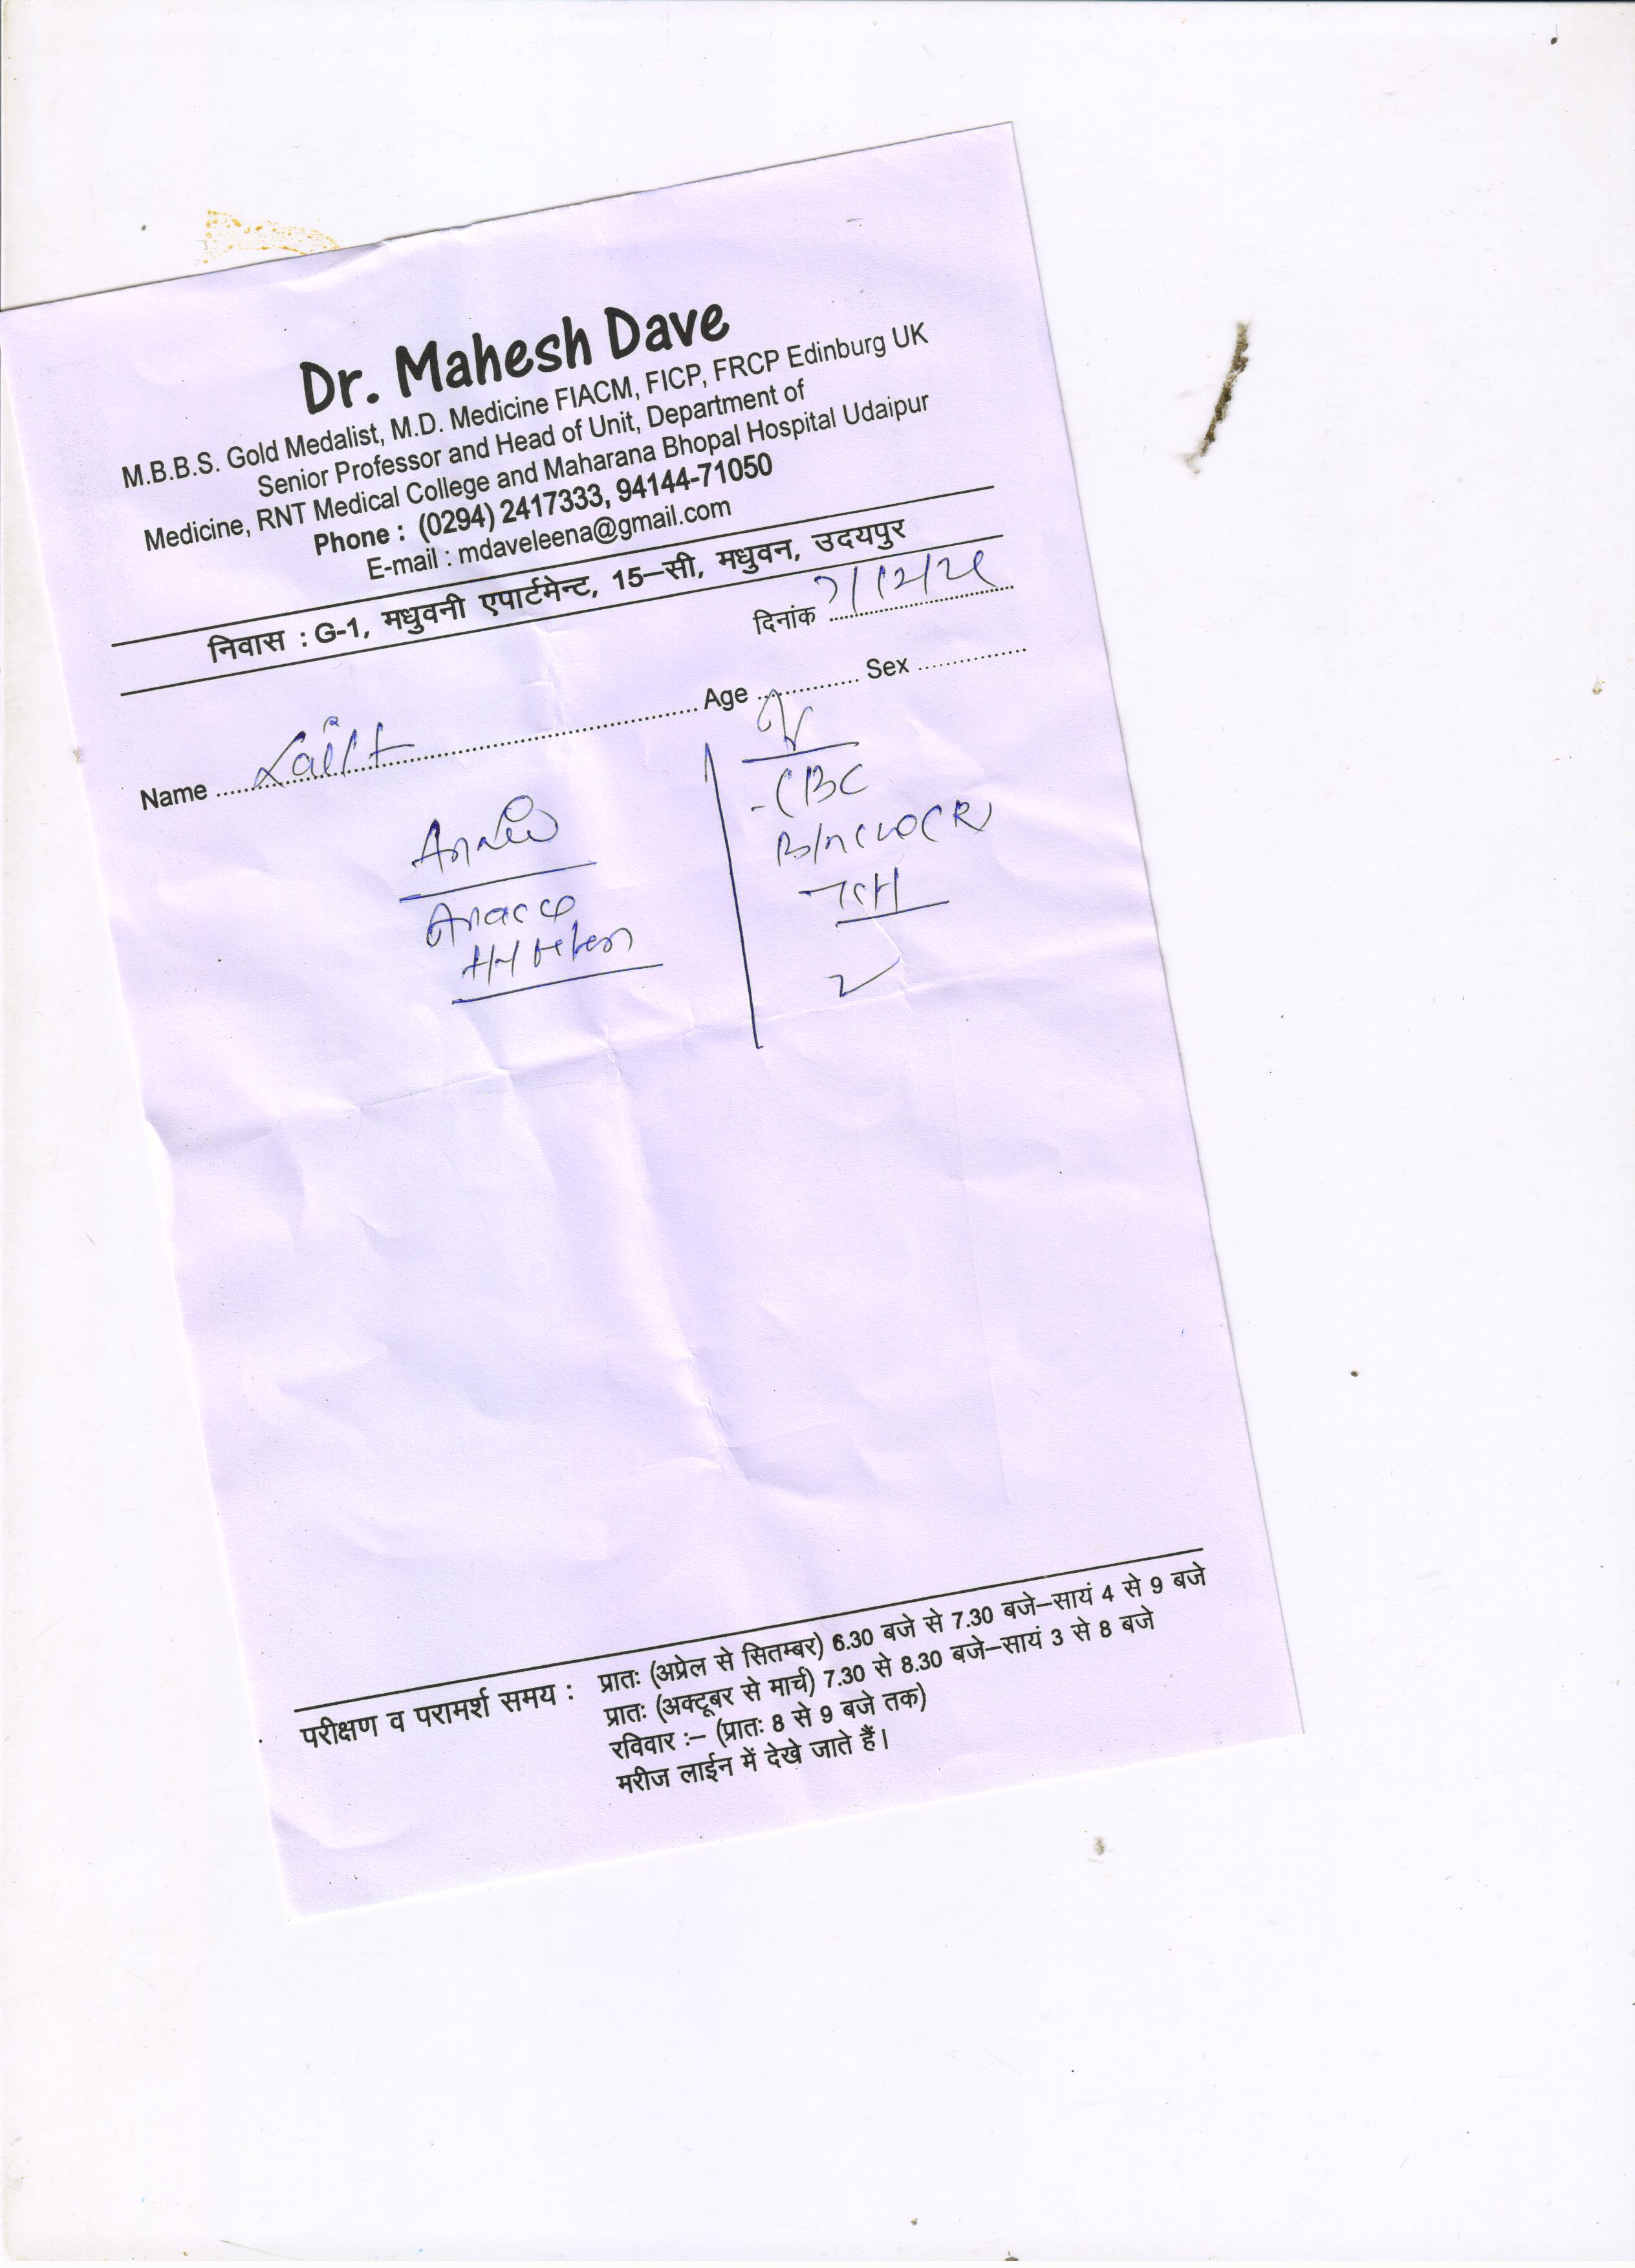 Dr. Mahesh Dave
M.B.B.S. Gold Medalist, M.D. Medicine FIACM, FICP, FRCP Edinburg UK
Senior Professor and Head of Unit, Department of
Medicine, RNT Medical College and Maharana Bhopal Hospital Udaipur
Phone : (0294) 2417333, 94144-71050
E-mail : mdaveleena@gmail.com
निवास : G-1, मधुवनी एपार्टमेन्ट, 15–सी, मधुवन, उदयपुर
दिनांक
Name Lalit Age Sex
- CBC
TSH
परीक्षण व परामर्श समय : प्रातः (अप्रेल से सितम्बर) 6.30 बजे से 7.30 बजे–सायं 4 से 9 बजे
प्रातः (अक्टूबर से मार्च) 7.30 से 8.30 बजे–सायं 3 से 8 बजे
रविवार :– (प्रातः 8 से 9 बजे तक)
मरीज लाईन में देखे जाते हैं।